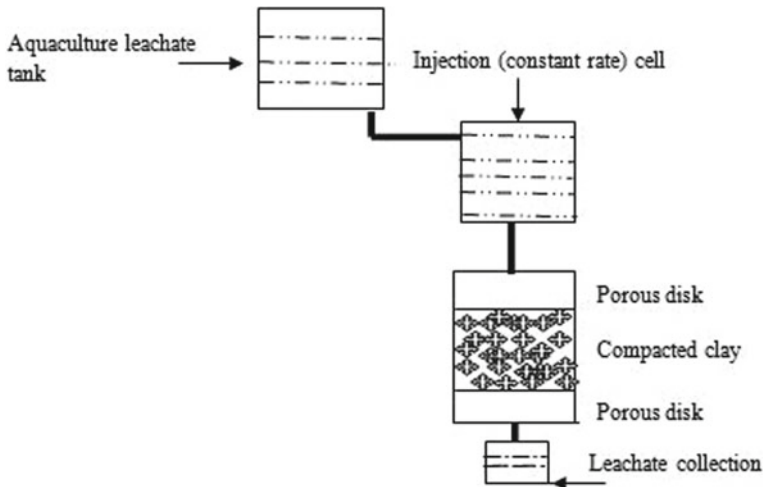 Aquaculture leachate
tank
Injection (constant rate) cell
Porous disk
Compacted clay
Porous disk
Leachate collection